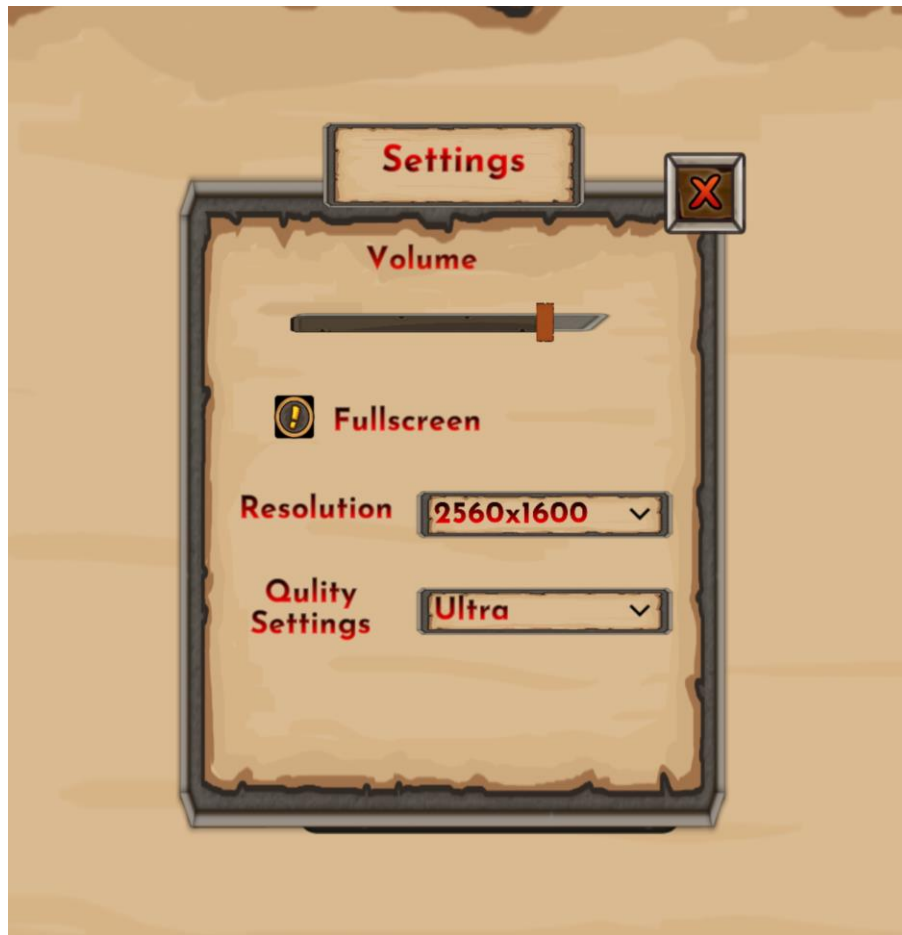 Settings
X
Volume
Fullscreen
Resolution
2560x1600
Qulity
Settings
Ultra